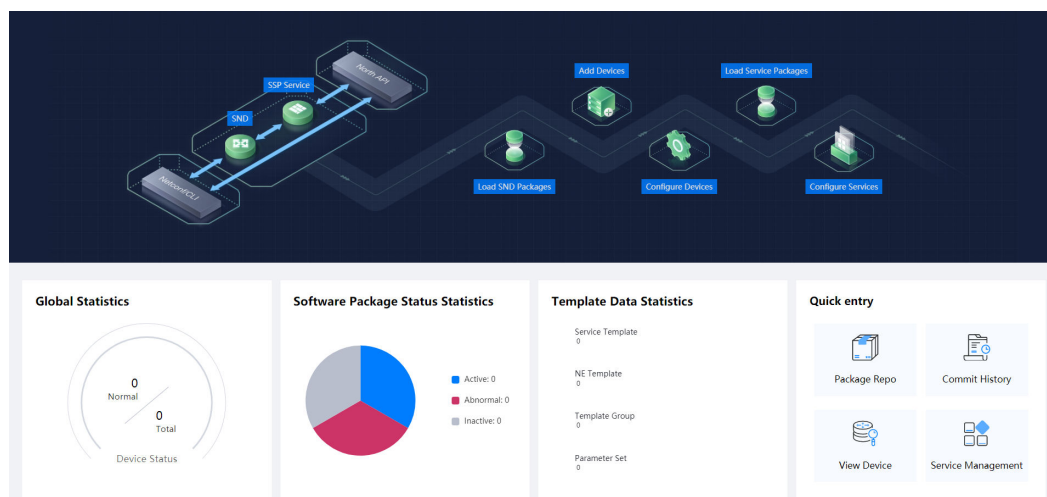 North API
SSP Service
SND
Netconf/CLI
Add Devices
Load Service Packages
Load SND Packages
Configure Devices
Configure Services
Global Statistics
0
Normal
0
Total
Device Status
Software Package Status Statistics
Active: 0
Abnormal: 0
Inactive: 0
Template Data Statistics
Service Template
0
NE Template
0
Template Group
0
Parameter Set
0
Quick entry
Package Repo
Commit History
View Device
Service Management